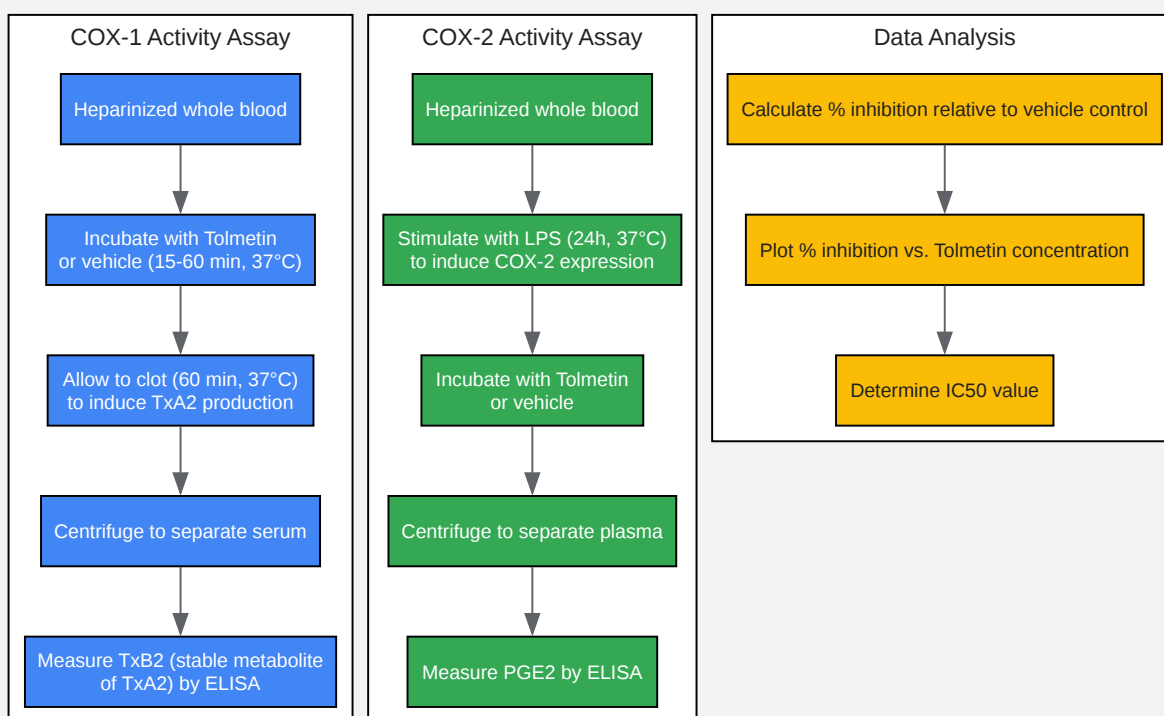 COX-1 Activity Assay
Heparinized whole blood
Incubate with Tolmetin
or vehicle (15-60 min, 37°C)
Allow to clot (60 min, 37°C)
to induce TxA2 production
Centrifuge to separate serum
Measure TxB2 (stable metabolite
of TxA2) by ELISA
COX-2 Activity Assay
Heparinized whole blood
Stimulate with LPS (24h, 37°C)
to induce COX-2 expression
Incubate with Tolmetin
or vehicle
Centrifuge to separate plasma
Measure PGE2 by ELISA
Data Analysis
Calculate % inhibition relative to vehicle control
Plot % inhibition vs. Tolmetin concentration
Determine IC50 value